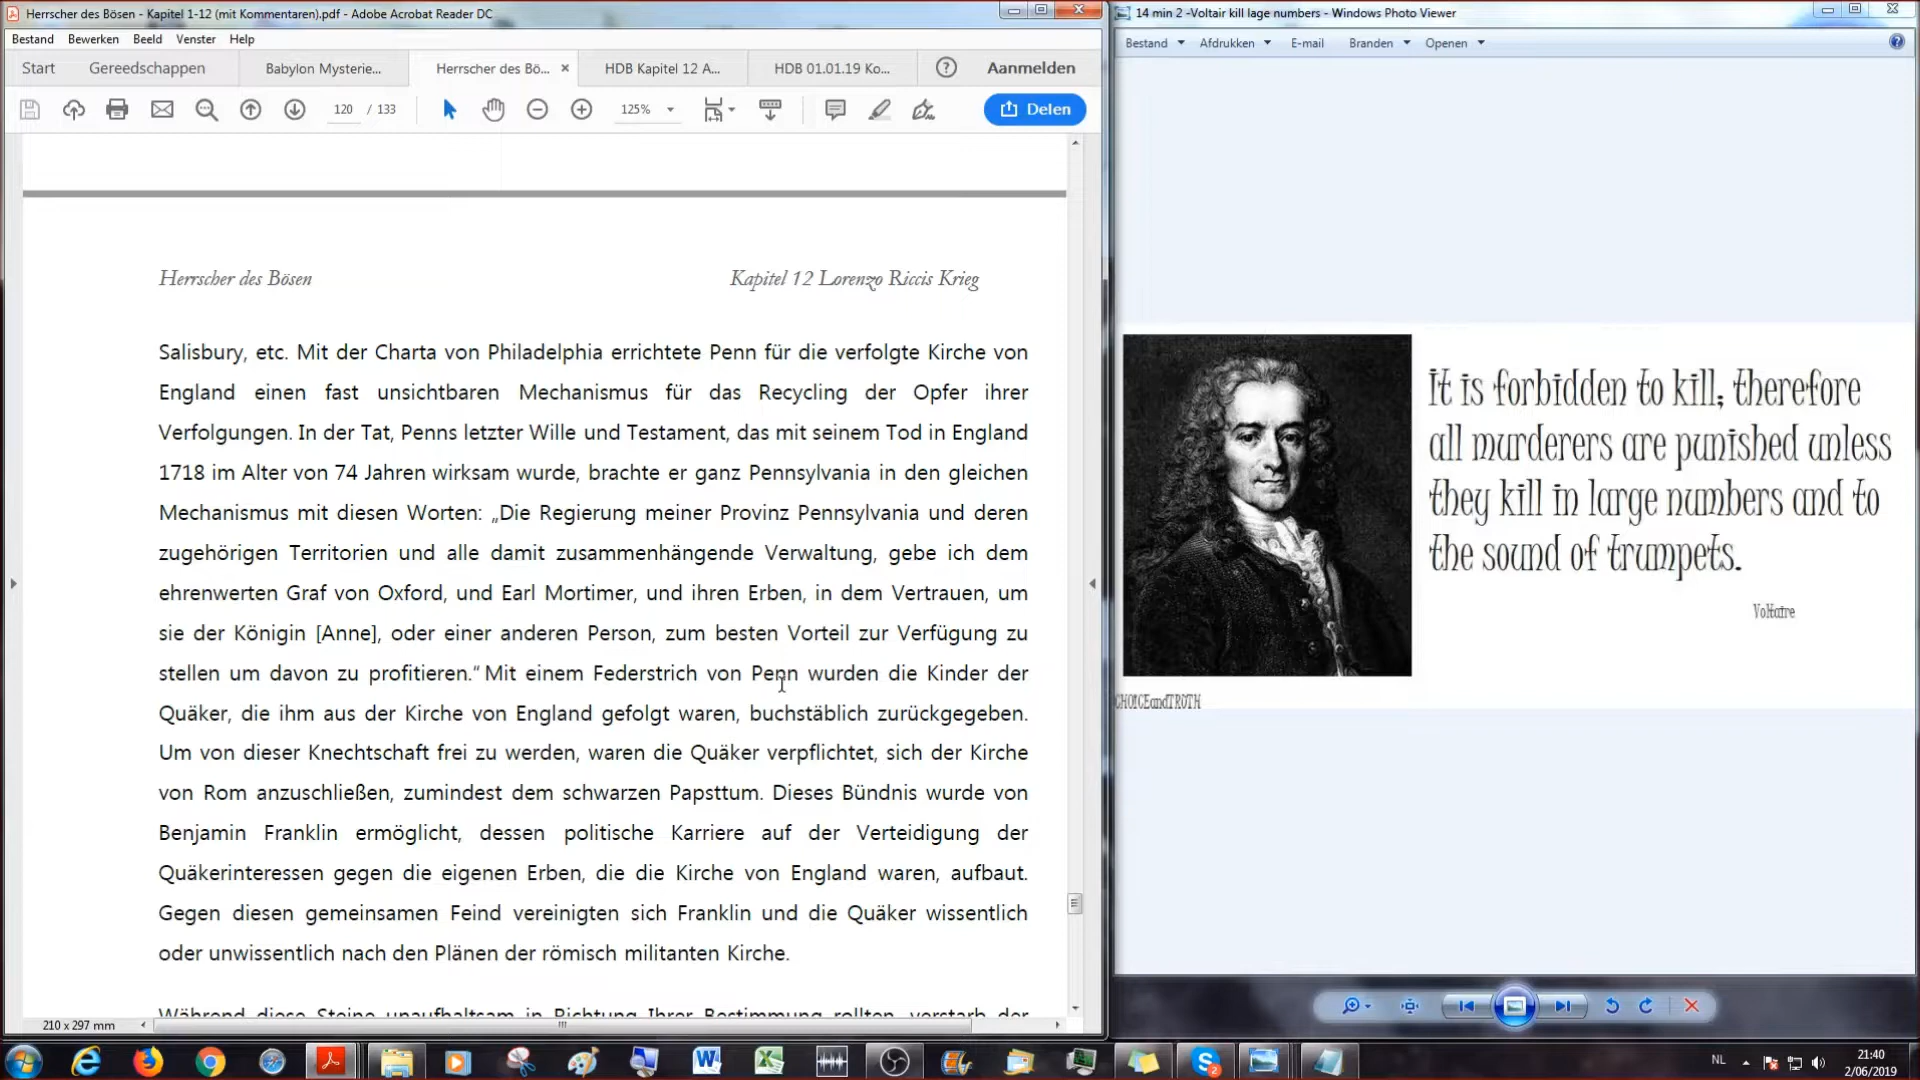 Herrscher des Bösen - Kapitel 1-12 (mit Kommentaren).pdf - Adobe Acrobat Reader DC
Bestand Bewerken Beeld Venster Help
Start Gereedschappen Babylon Mysterie... Herrscher des Bö... HDB Kapitel 12 A... HDB 01.01.19 Ko... Aanmelden
120 / 133 125% Delen
Herrscher des Bösen Kapitel 12 Lorenzo Riccis Krieg
Salisbury, etc. Mit der Charta von Philadelphia errichtete Penn für die verfolgte Kirche von
England einen fast unsichtbaren Mechanismus für das Recycling der Opfer ihrer
Verfolgungen. In der Tat, Penns letzter Wille und Testament, das mit seinem Tod in England
1718 im Alter von 74 Jahren wirksam wurde, brachte er ganz Pennsylvania in den gleichen
Mechanismus mit diesen Worten: „Die Regierung meiner Provinz Pennsylvania und deren
zugehörigen Territorien und alle damit zusammenhängende Verwaltung, gebe ich dem
ehrenwerten Graf von Oxford, und Earl Mortimer, und ihren Erben, in dem Vertrauen, um
sie der Königin [Anne], oder einer anderen Person, zum besten Vorteil zur Verfügung zu
stellen um davon zu profitieren.“ Mit einem Federstrich von Penn wurden die Kinder der
Quäker, die ihm aus der Kirche von England gefolgt waren, buchstäblich zurückgegeben.
Um von dieser Knechtschaft frei zu werden, waren die Quäker verpflichtet, sich der Kirche
von Rom anzuschließen, zumindest dem schwarzen Papsttum. Dieses Bündnis wurde von
Benjamin Franklin ermöglicht, dessen politische Karriere auf der Verteidigung der
Quäkerinteressen gegen die eigenen Erben, die die Kirche von England waren, aufbaut.
Gegen diesen gemeinsamen Feind vereinigten sich Franklin und die Quäker wissentlich
oder unwissentlich nach den Plänen der römisch militanten Kirche.
Während diese Steine unaufhaltsam in Richtung Ihrer Bestimmung rollten, verstarb der
210 x 297 mm
14 min 2 -Voltair kill lage numbers - Windows Photo Viewer
Bestand Afdrukken E-mail Branden Openen
It is forbidden to kill; therefore
all murderers are punished unless
they kill in large numbers and to
the sound of trumpets.
Voltaire
CHOICEandTRUTH
NL
21:40
2/06/2019